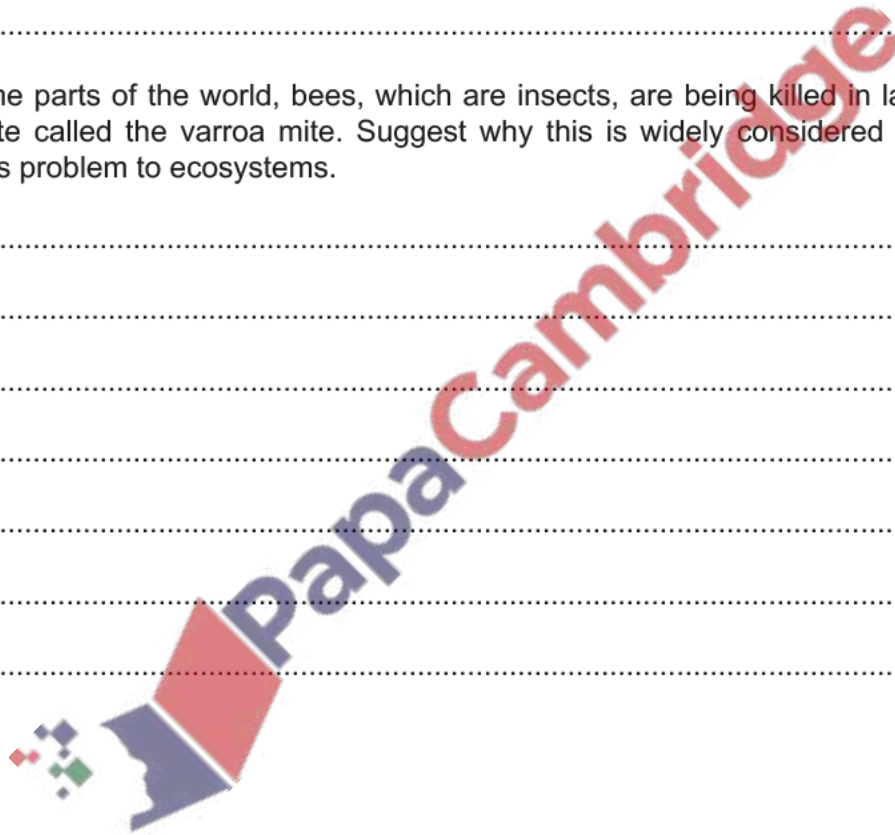 he parts of the world, bees, which are insects, are being killed in la
te called the varroa mite. Suggest why this is widely considered
s problem to ecosystems.
PapaCambridge